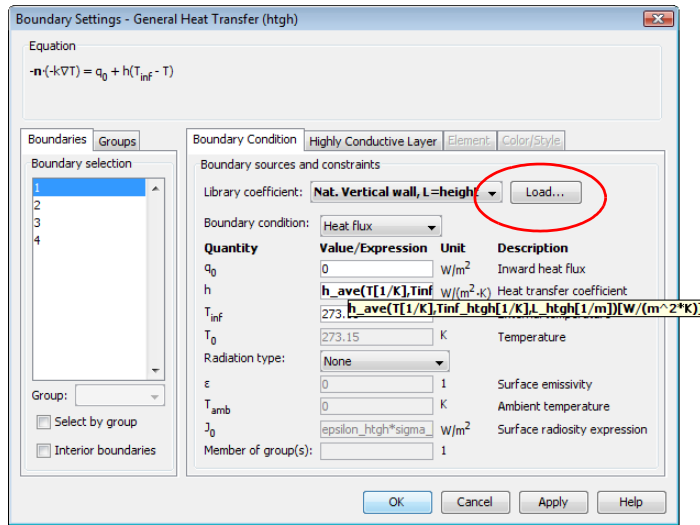 Boundary Settings - General Heat Transfer (htgh)
Equation
-n·(-k∇T) = q0 + h(Tinf - T)
Boundaries Groups
Boundary selection
1
2
3
4
Group:
Select by group
Interior boundaries
Boundary Condition Highly Conductive Layer Element Color/Style
Boundary sources and constraints
Library coefficient: Nat. Vertical wall, L=height Load...
Boundary condition: Heat flux
Quantity Value/Expression Unit Description
q0 0 W/m2 Inward heat flux
h h_ave(T[1/K],Tinf W/(m2·K) Heat transfer coefficient
h_ave(T[1/K],Tinf_htgh[1/K],L_htgh[1/m])[W/(m^2*K)]
Tinf 273.
T0 273.15 K Temperature
Radiation type: None
ε 0 1 Surface emissivity
Tamb 0 K Ambient temperature
J0 epsilon_htgh*sigma_ W/m2 Surface radiosity expression
Member of group(s): 1
OK Cancel Apply Help